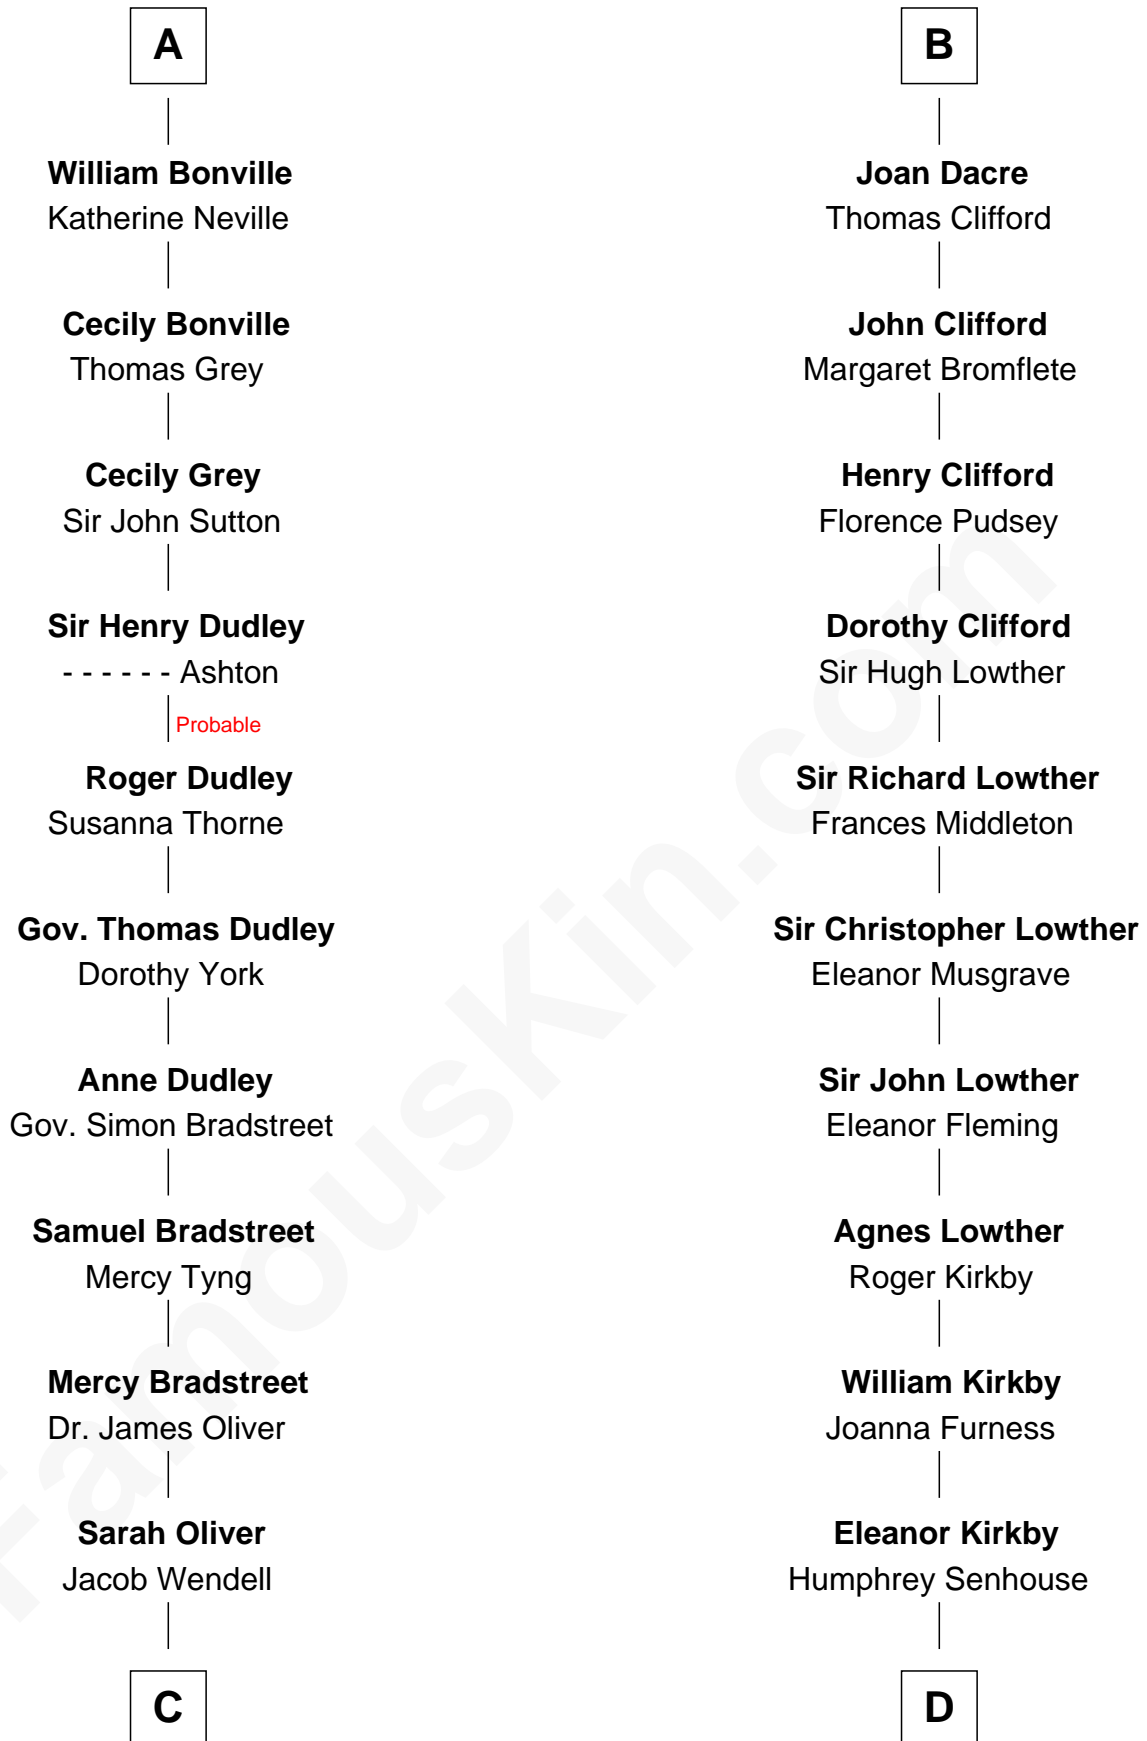 A
William Bonville
Katherine Neville
Cecily Bonville
Thomas Grey
Cecily Grey
Sir John Sutton
Sir Henry Dudley
- - - - - - Ashton
Probable
Roger Dudley
Susanna Thorne
Gov. Thomas Dudley
Dorothy York
Anne Dudley
Gov. Simon Bradstreet
Samuel Bradstreet
Mercy Tyng
Mercy Bradstreet
Dr. James Oliver
Sarah Oliver
Jacob Wendell
C
B
Joan Dacre
Thomas Clifford
John Clifford
Margaret Bromflete
Henry Clifford
Florence Pudsey
Dorothy Clifford
Sir Hugh Lowther
Sir Richard Lowther
Frances Middleton
Sir Christopher Lowther
Eleanor Musgrave
Sir John Lowther
Eleanor Fleming
Agnes Lowther
Roger Kirkby
William Kirkby
Joanna Furness
Eleanor Kirkby
Humphrey Senhouse
D
FamousKin.com